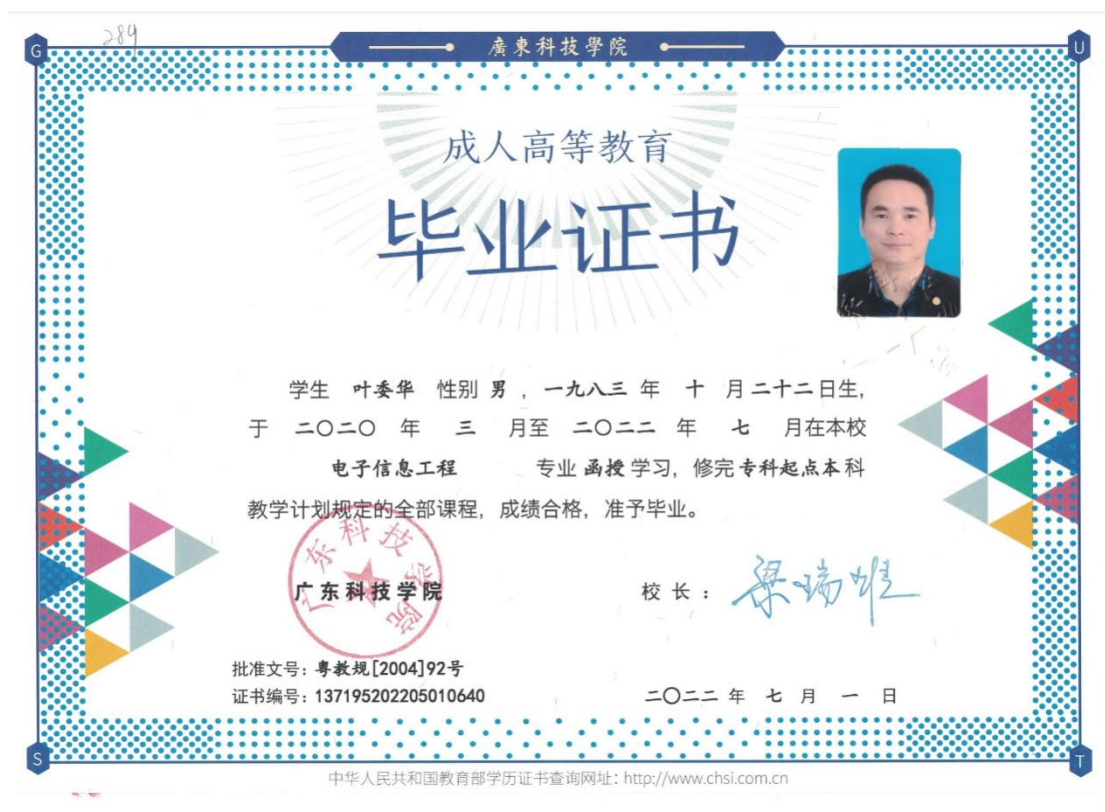 284
G
廣東科技學院
U
成人高等教育
毕业证书
学生 叶委华 性别 男 ，一九八三 年 十 月 二十二 日生，
于 二〇二〇 年 三 月至 二〇二二 年 七 月在本校
电子信息工程 专业 函授 学习，修完 专科起点本 科
教学计划规定的全部课程，成绩合格，准予毕业。
广东科技学院
广东科技学院
校长：
批准文号：粤教规[2004]92号
证书编号：137195202205010640
二〇二二 年 七 月 一 日
S
T
中华人民共和国教育部学历证书查询网址：http://www.chsi.com.cn